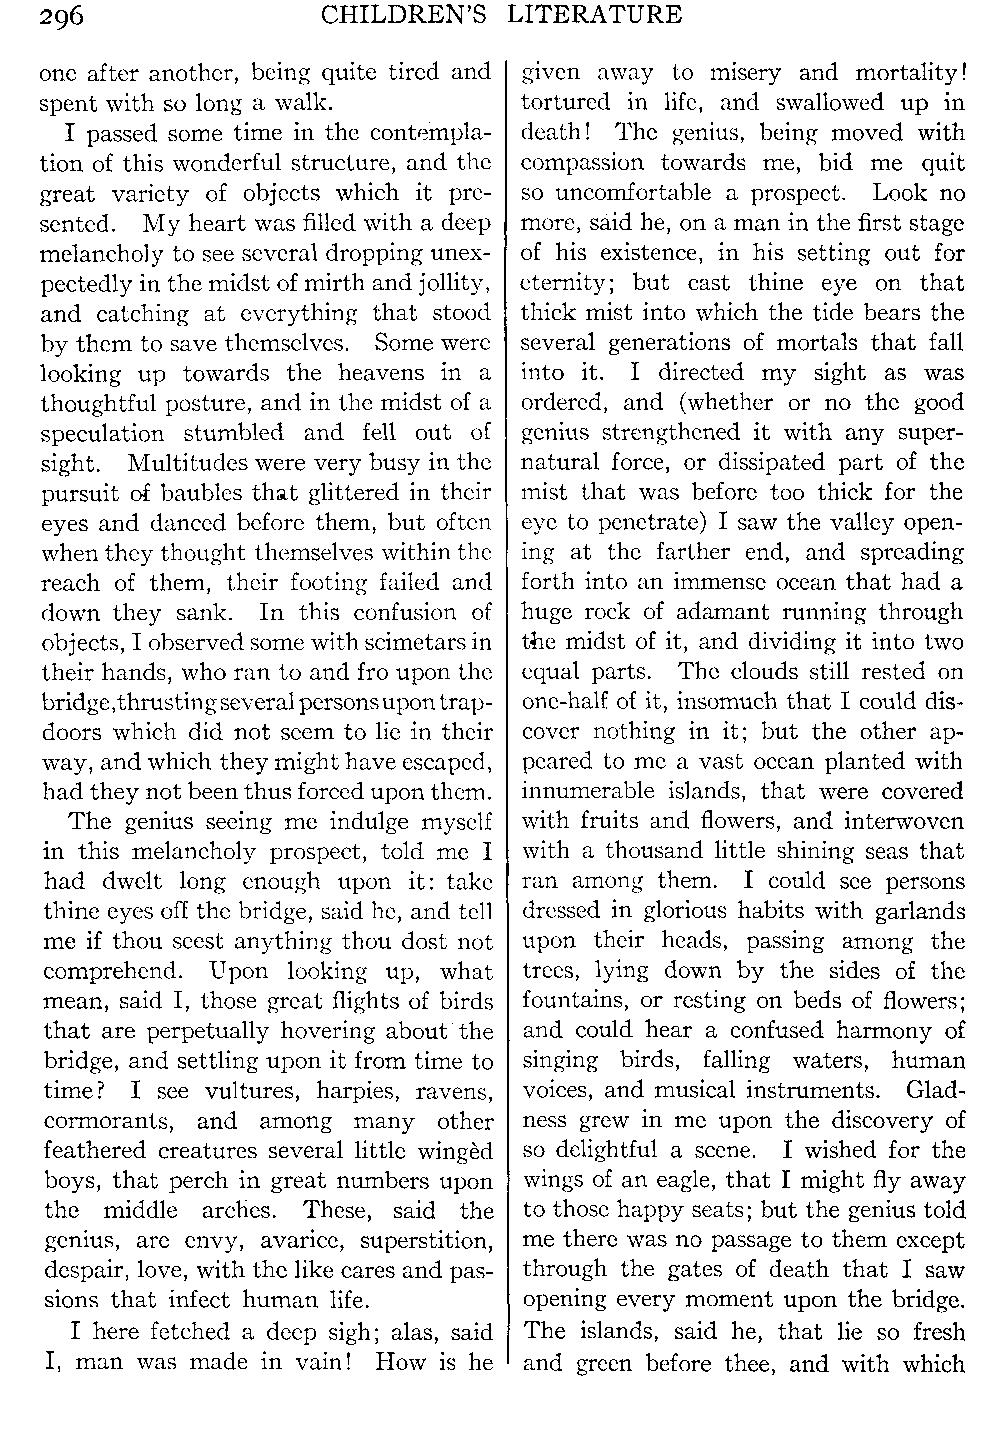 296 CHILDREN'S LITERATURE
one after another, being quite tired and
spent with so long a walk.
I passed some time in the contempla-
tion of this wonderful structure, and the
great variety of objects which it pre-
sented. My heart was filled with a deep
melancholy to see several dropping unex-
pectedly in the midst of mirth and jollity,
and catching at everything that stood
by them to save themselves. Some were
looking up towards the heavens in a
thoughtful posture, and in the midst of a
speculation stumbled and fell out of
sight. Multitudes were very busy in the
pursuit of baubles that glittered in their
eyes and danced before them, but often
when they thought themselves within the
reach of them, their footing failed and
down they sank. In this confusion of
objects, I observed some with scimetars in
their hands, who ran to and fro upon the
bridge, thrusting several persons upon trap-
doors which did not seem to lie in their
way, and which they might have escaped,
had they not been thus forced upon them.
The genius seeing me indulge myself
in this melancholy prospect, told me I
had dwelt long enough upon it: take
thine eyes off the bridge, said he, and tell
me if thou seest anything thou dost not
comprehend. Upon looking up, what
mean, said I, those great flights of birds
that are perpetually hovering about the
bridge, and settling upon it from time to
time? I see vultures, harpies, ravens,
cormorants, and among many other
feathered creatures several little wingèd
boys, that perch in great numbers upon
the middle arches. These, said the
genius, are envy, avarice, superstition,
despair, love, with the like cares and pas-
sions that infect human life.
I here fetched a deep sigh; alas, said
I, man was made in vain! How is he
given away to misery and mortality!
tortured in life, and swallowed up in
death! The genius, being moved with
compassion towards me, bid me quit
so uncomfortable a prospect. Look no
more, said he, on a man in the first stage
of his existence, in his setting out for
eternity; but cast thine eye on that
thick mist into which the tide bears the
several generations of mortals that fall
into it. I directed my sight as was
ordered, and (whether or no the good
genius strengthened it with any super-
natural force, or dissipated part of the
mist that was before too thick for the
eye to penetrate) I saw the valley open-
ing at the farther end, and spreading
forth into an immense ocean that had a
huge rock of adamant running through
the midst of it, and dividing it into two
equal parts. The clouds still rested on
one-half of it, insomuch that I could dis-
cover nothing in it; but the other ap-
peared to me a vast ocean planted with
innumerable islands, that were covered
with fruits and flowers, and interwoven
with a thousand little shining seas that
ran among them. I could see persons
dressed in glorious habits with garlands
upon their heads, passing among the
trees, lying down by the sides of the
fountains, or resting on beds of flowers;
and could hear a confused harmony of
singing birds, falling waters, human
voices, and musical instruments. Glad-
ness grew in me upon the discovery of
so delightful a scene. I wished for the
wings of an eagle, that I might fly away
to those happy seats; but the genius told
me there was no passage to them except
through the gates of death that I saw
opening every moment upon the bridge.
The islands, said he, that lie so fresh
and green before thee, and with which